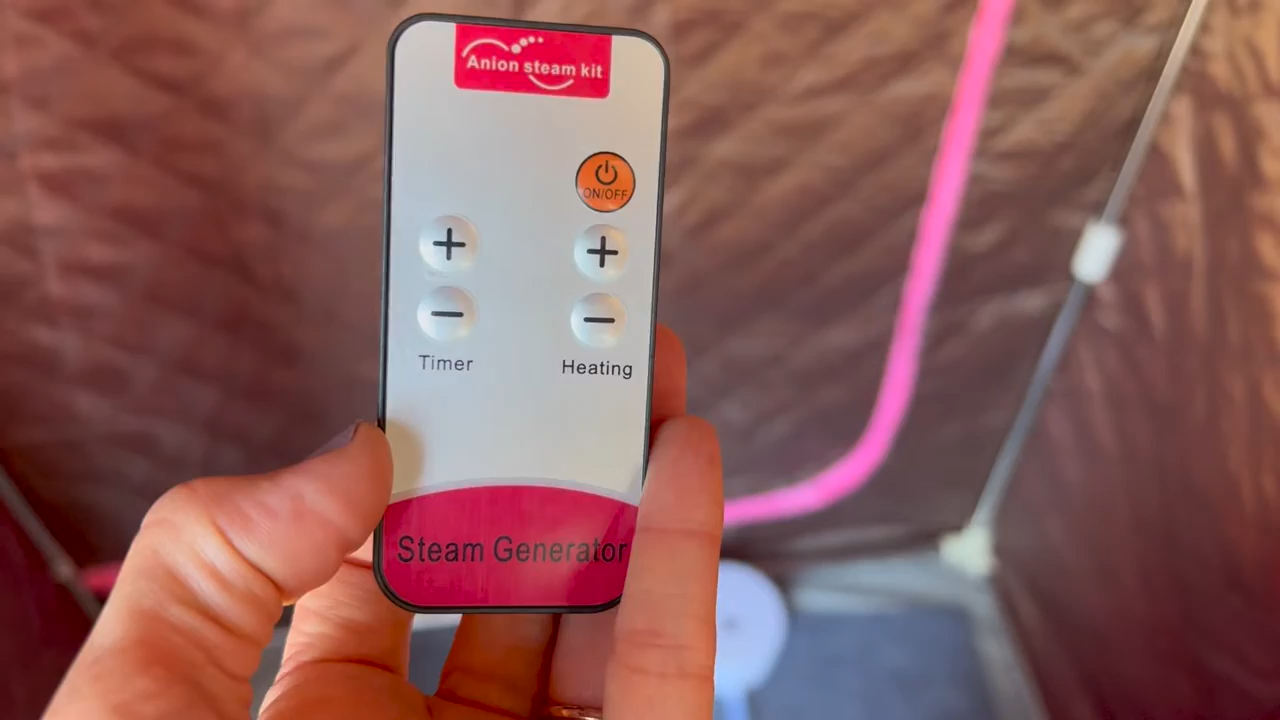 Anion steam kit
ON/OFF
+ +
− −
Timer Heating
Steam Generator